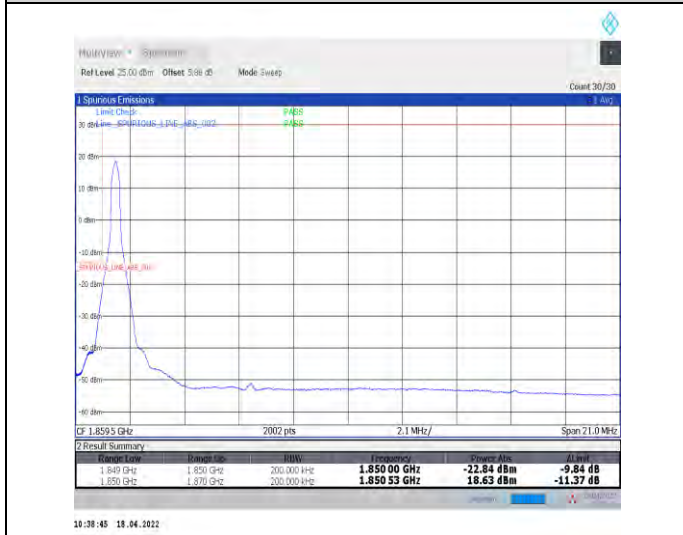 MultiView Spectrum
Ref Level 25.00 dBm Offset 5.88 dB Mode Sweep
Count 30/30
1 Spurious Emissions
1 Avg
Limit Check PASS
30 dBm Line _SPURIOUS_LINE_ABS_002 PASS
20 dBm
10 dBm
0 dBm
-10 dBm
_SPURIOUS_LINE_ABS_002
-20 dBm
-30 dBm
-40 dBm
-50 dBm
-60 dBm
CF 1.8595 GHz 2002 pts 2.1 MHz/ Span 21.0 MHz
2 Result Summary
Range Low Range Up RBW Frequency Power Abs ΔLimit
1.849 GHz 1.850 GHz 200.000 kHz 1.850 00 GHz -22.84 dBm -9.84 dB
1.850 GHz 1.870 GHz 200.000 kHz 1.850 53 GHz 18.63 dBm -11.37 dB
10:38:45 18.04.2022